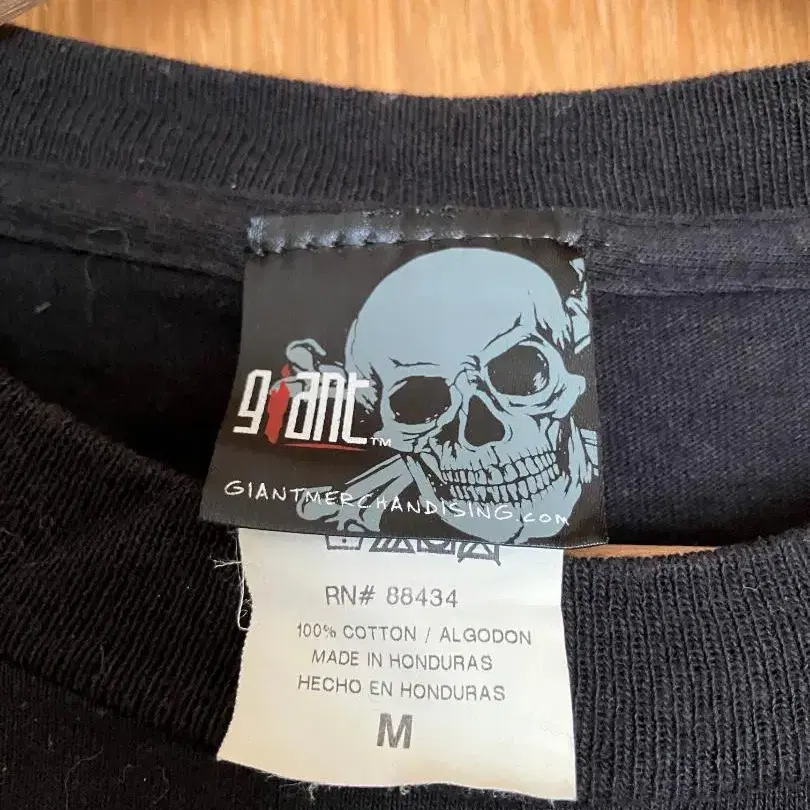 giant™
GIANTMERCHANDISING.COM
RN# 88434
100% COTTON / ALGODON
MADE IN HONDURAS
HECHO EN HONDURAS
M